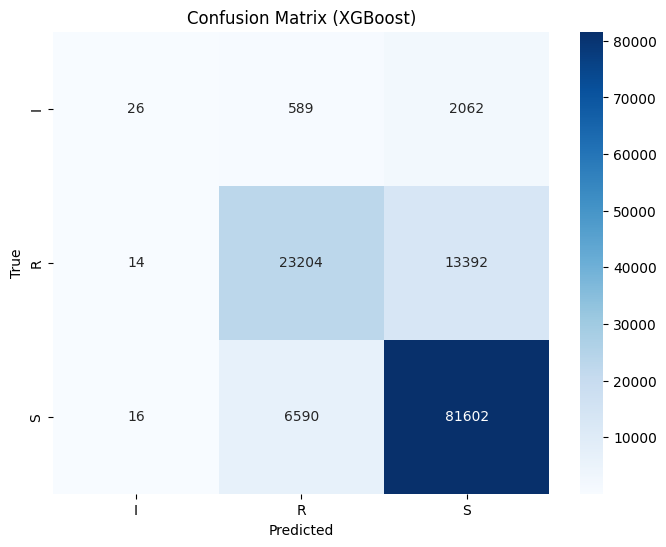 Confusion Matrix (XGBoost)
80000
70000
60000
50000
40000
30000
20000
10000
True
I
26 589 2062
R
14 23204 13392
S
16 6590 81602
I R S
Predicted